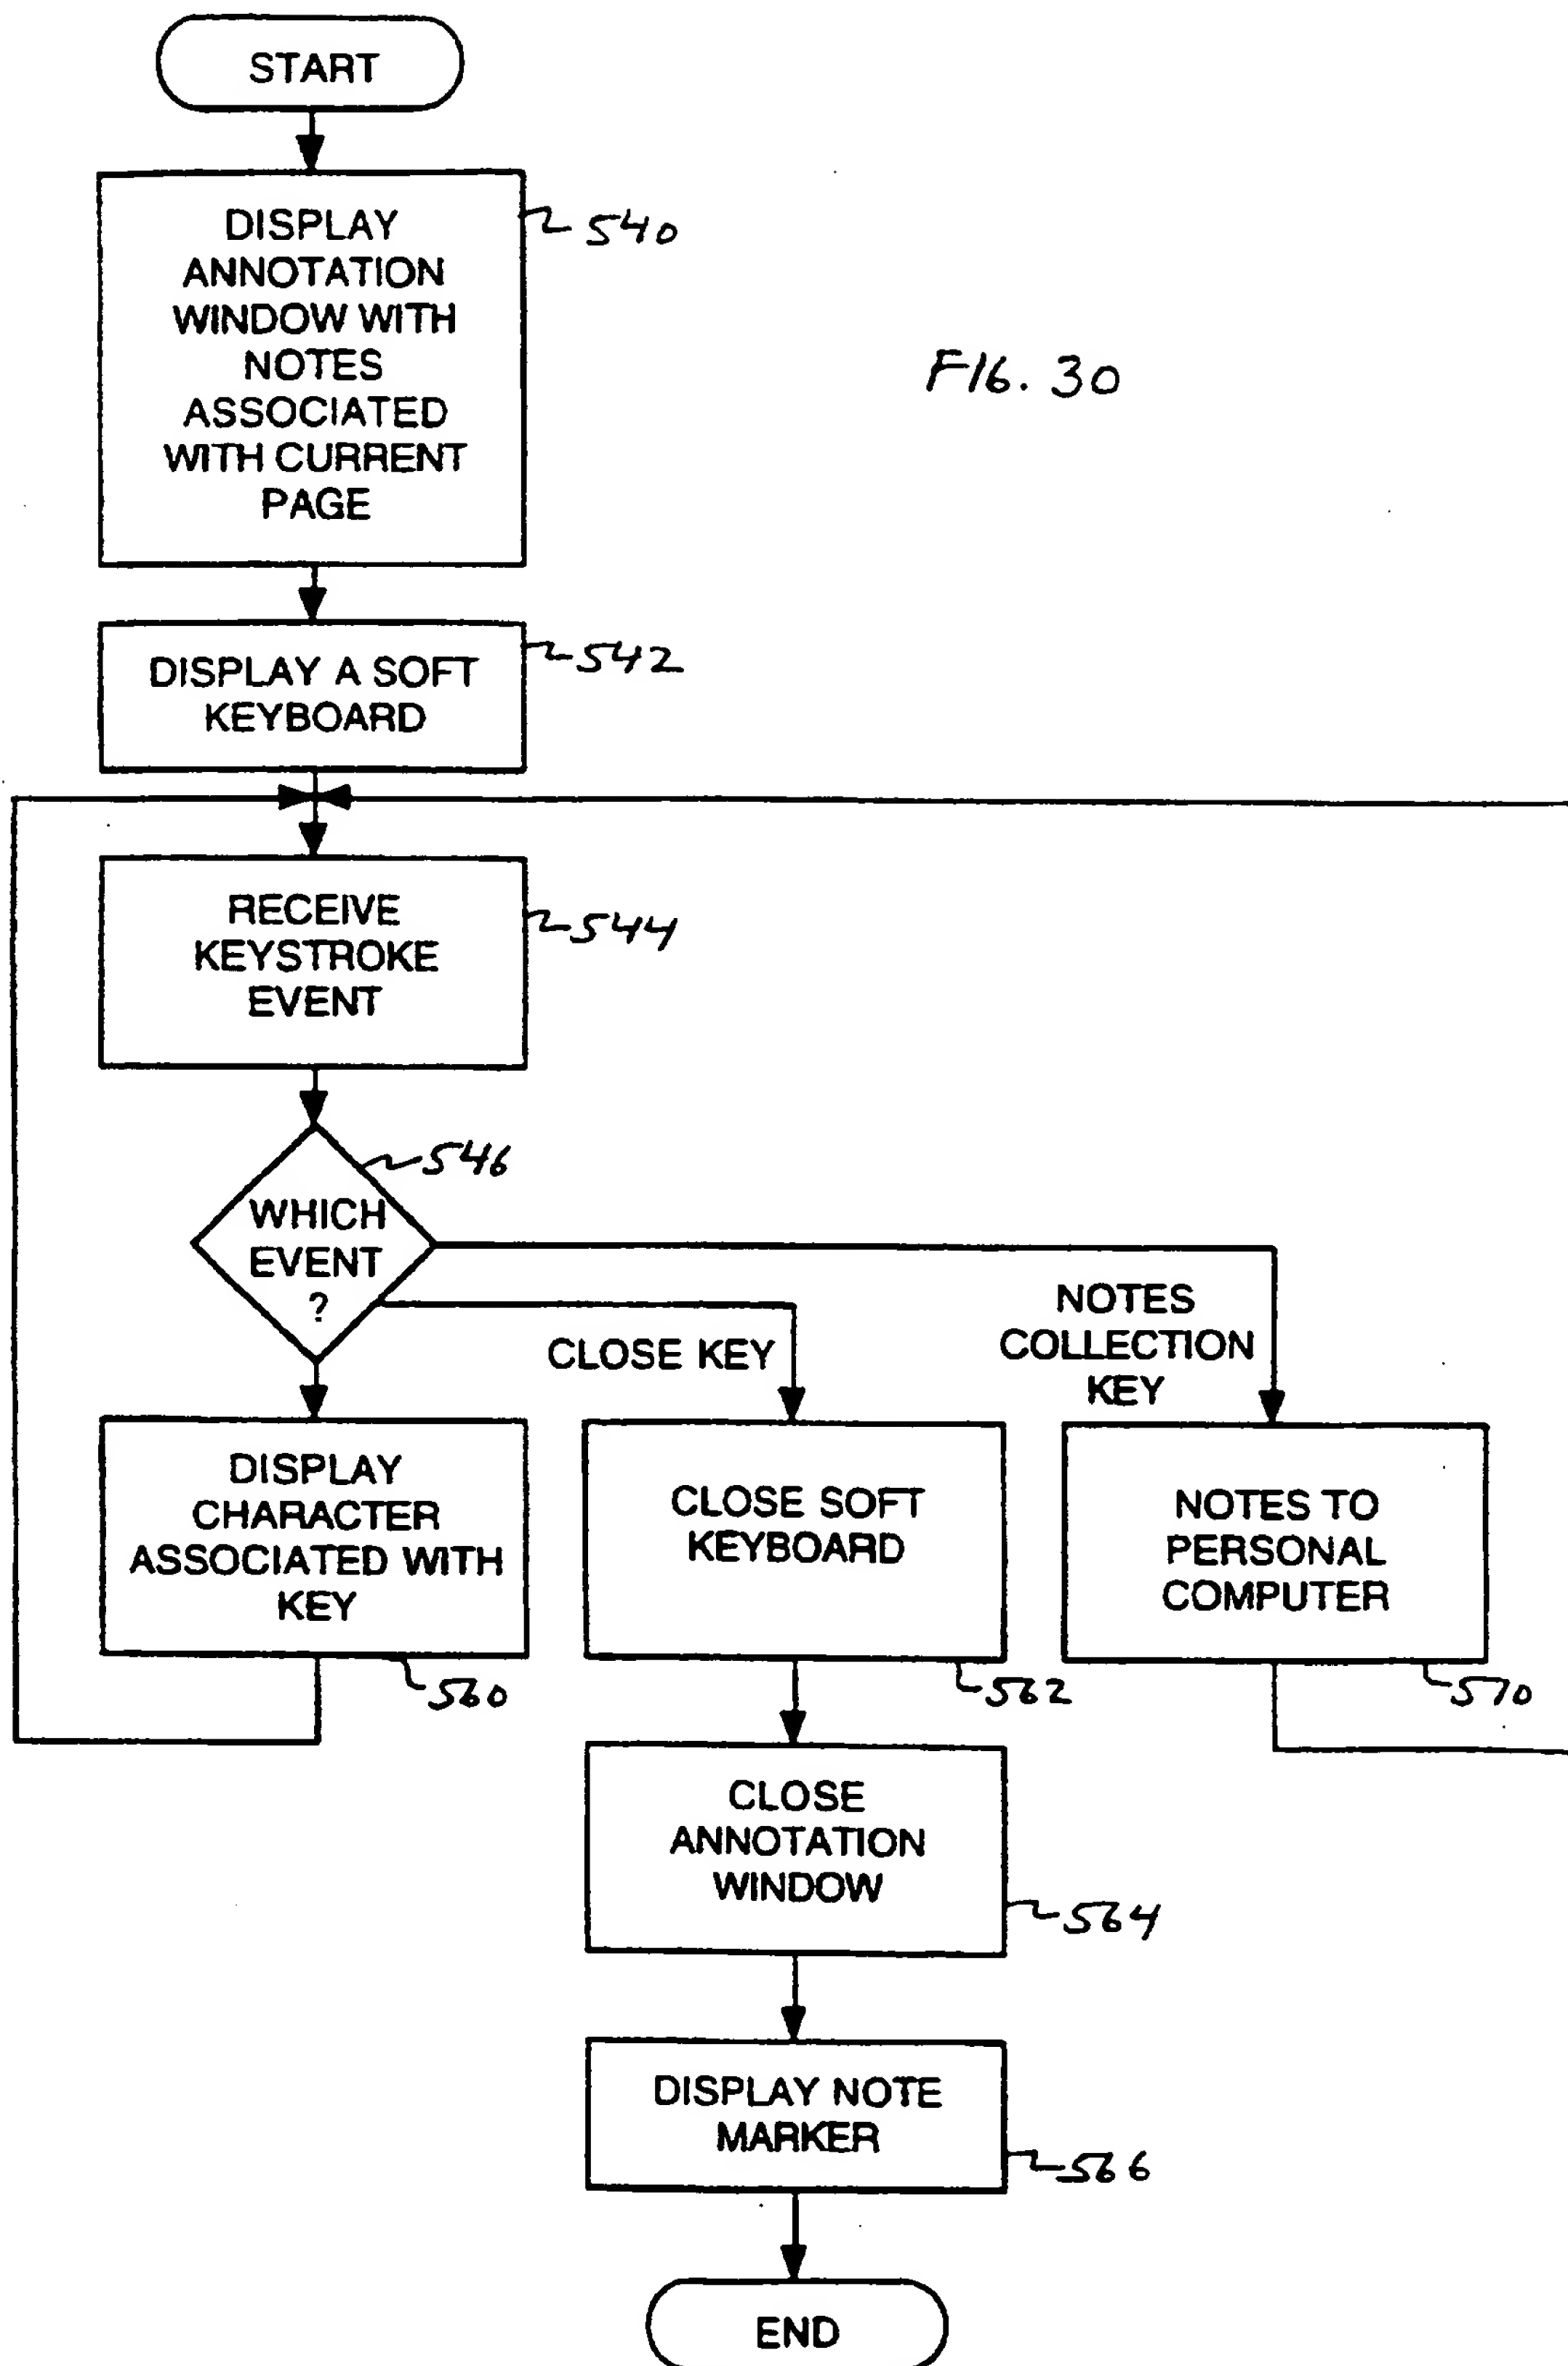 START
DISPLAY
ANNOTATION
WINDOW WITH
NOTES
ASSOCIATED
WITH CURRENT
PAGE
540
FIG. 30
DISPLAY A SOFT
KEYBOARD
542
RECEIVE
KEYSTROKE
EVENT
544
WHICH
EVENT
?
546
CLOSE KEY
NOTES
COLLECTION
KEY
DISPLAY
CHARACTER
ASSOCIATED WITH
KEY
560
CLOSE SOFT
KEYBOARD
562
NOTES TO
PERSONAL
COMPUTER
570
CLOSE
ANNOTATION
WINDOW
564
DISPLAY NOTE
MARKER
566
END